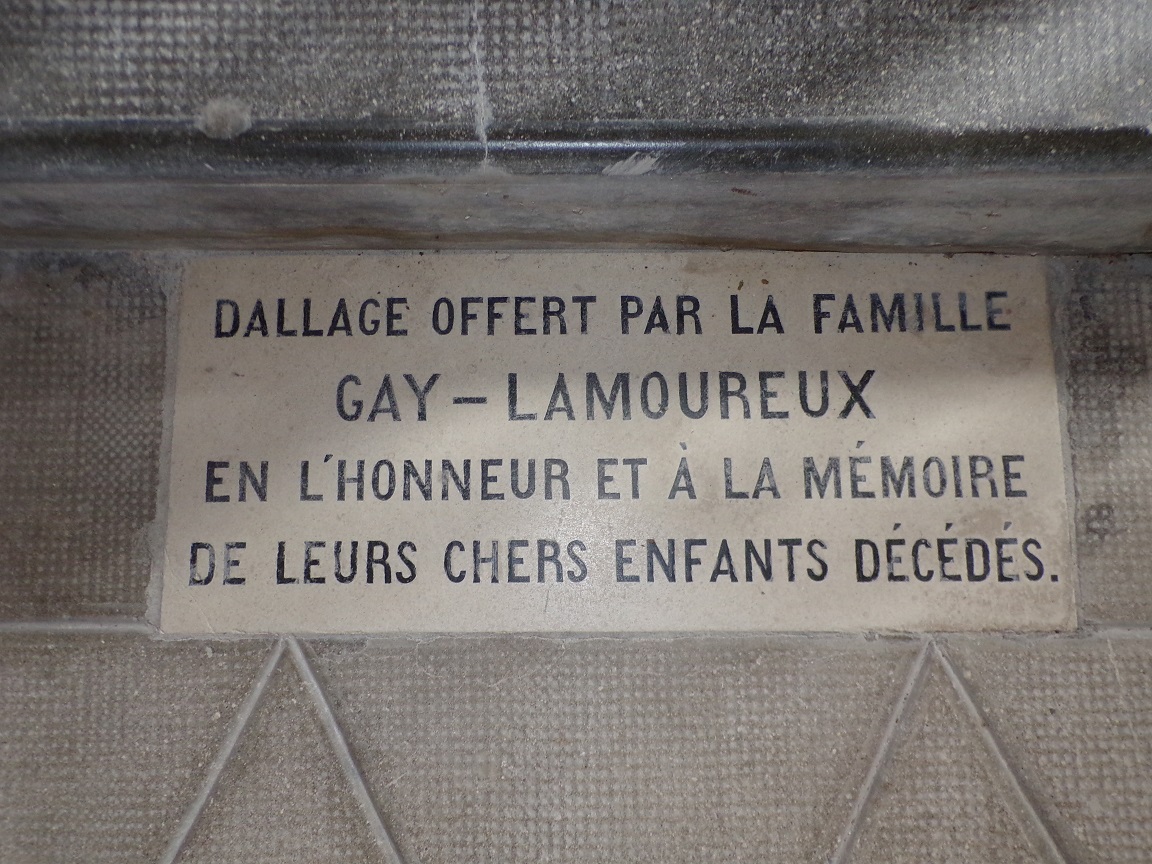 DALLAGE OFFERT PAR LA FAMILLE
GAY – LAMOUREUX
EN L'HONNEUR ET À LA MÉMOIRE
DE LEURS CHERS ENFANTS DÉCÉDÉS.